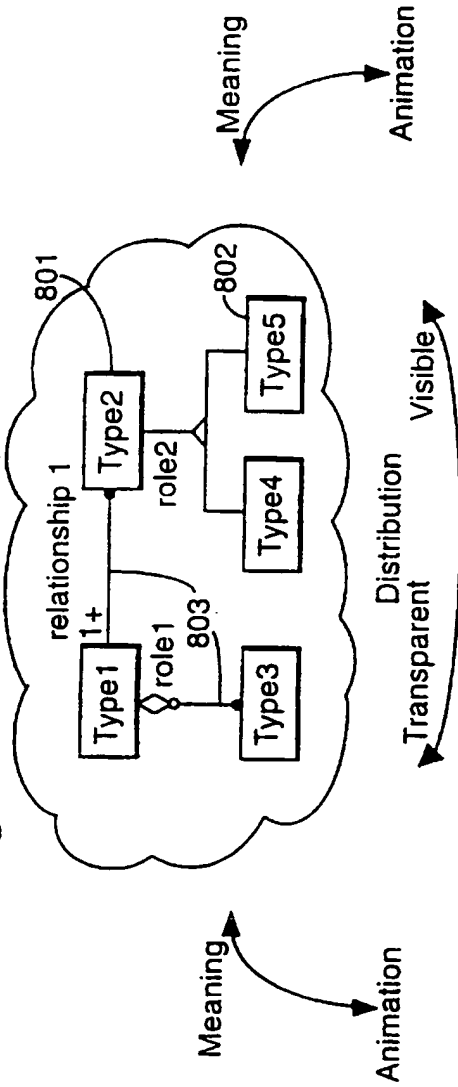 relationship 1
801
1+
Type1
Type2
role1
role2
803
802
Type3
Type4
Type5
Meaning
Animation
Distribution
Transparent
Visible
Meaning
Animation